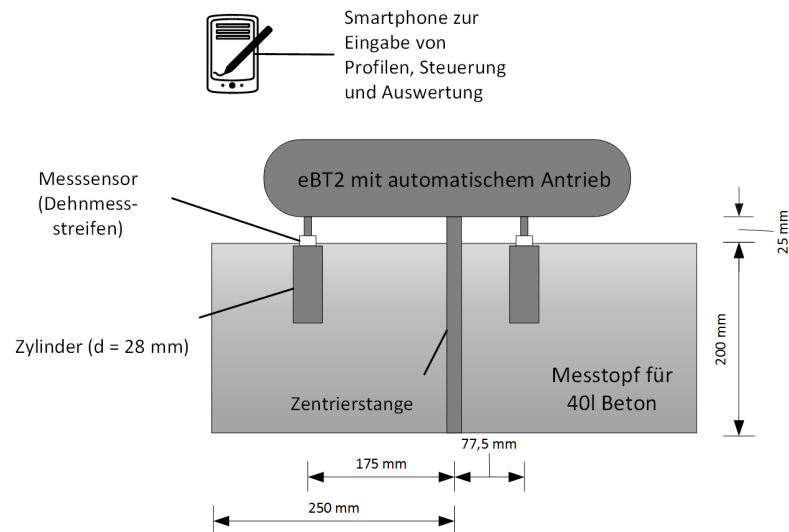 Smartphone zur
Eingabe von
Profilen, Steuerung
und Auswertung
eBT2 mit automatischem Antrieb
Messsensor
(Dehnmess-
streifen)
25 mm
Zylinder (d = 28 mm)
200 mm
Zentrierstange
Messtopf für
40l Beton
77,5 mm
175 mm
250 mm